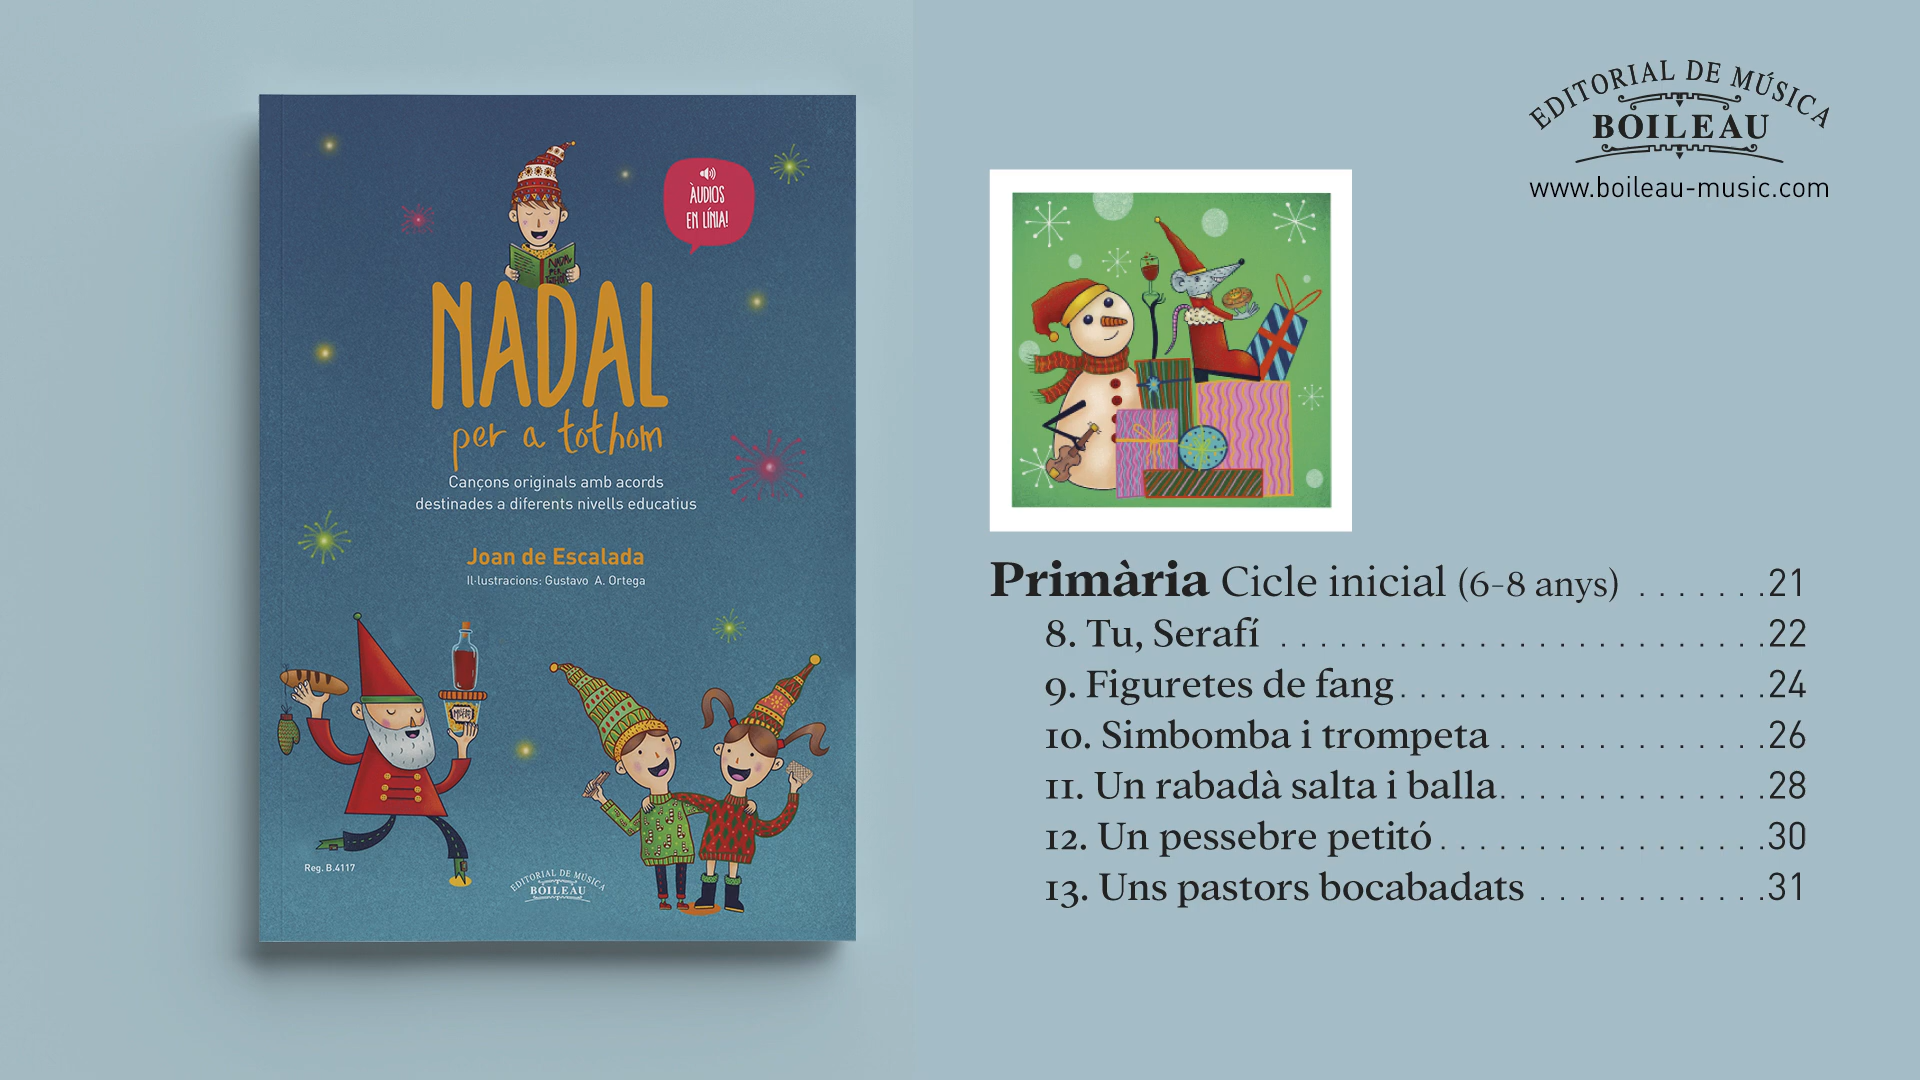 ÀUDIOS
EN LÍNIA!
NADAL
PER A
TOTHOM
NADAL
per a tothom
Cançons originals amb acords
destinades a diferents nivells educatius
Joan de Escalada
Il·lustracions: Gustavo A. Ortega
Reg. B.4117
EDITORIAL DE MÚSICA
BOILEAU
EDITORIAL DE MÚSICA
BOILEAU
www.boileau-music.com
Primària Cicle inicial (6-8 anys) . . . . . . . 21
8. Tu, Serafí . . . . . . . . . . . . . . . . . . . . . . . . . . . . . 22
9. Figuretes de fang . . . . . . . . . . . . . . . . . . . . . . 24
10. Simbomba i trompeta . . . . . . . . . . . . . . . . 26
11. Un rabadà salta i balla . . . . . . . . . . . . . . . . 28
12. Un pessebre petitó . . . . . . . . . . . . . . . . . . . . 30
13. Uns pastors bocabadats . . . . . . . . . . . . . . 31